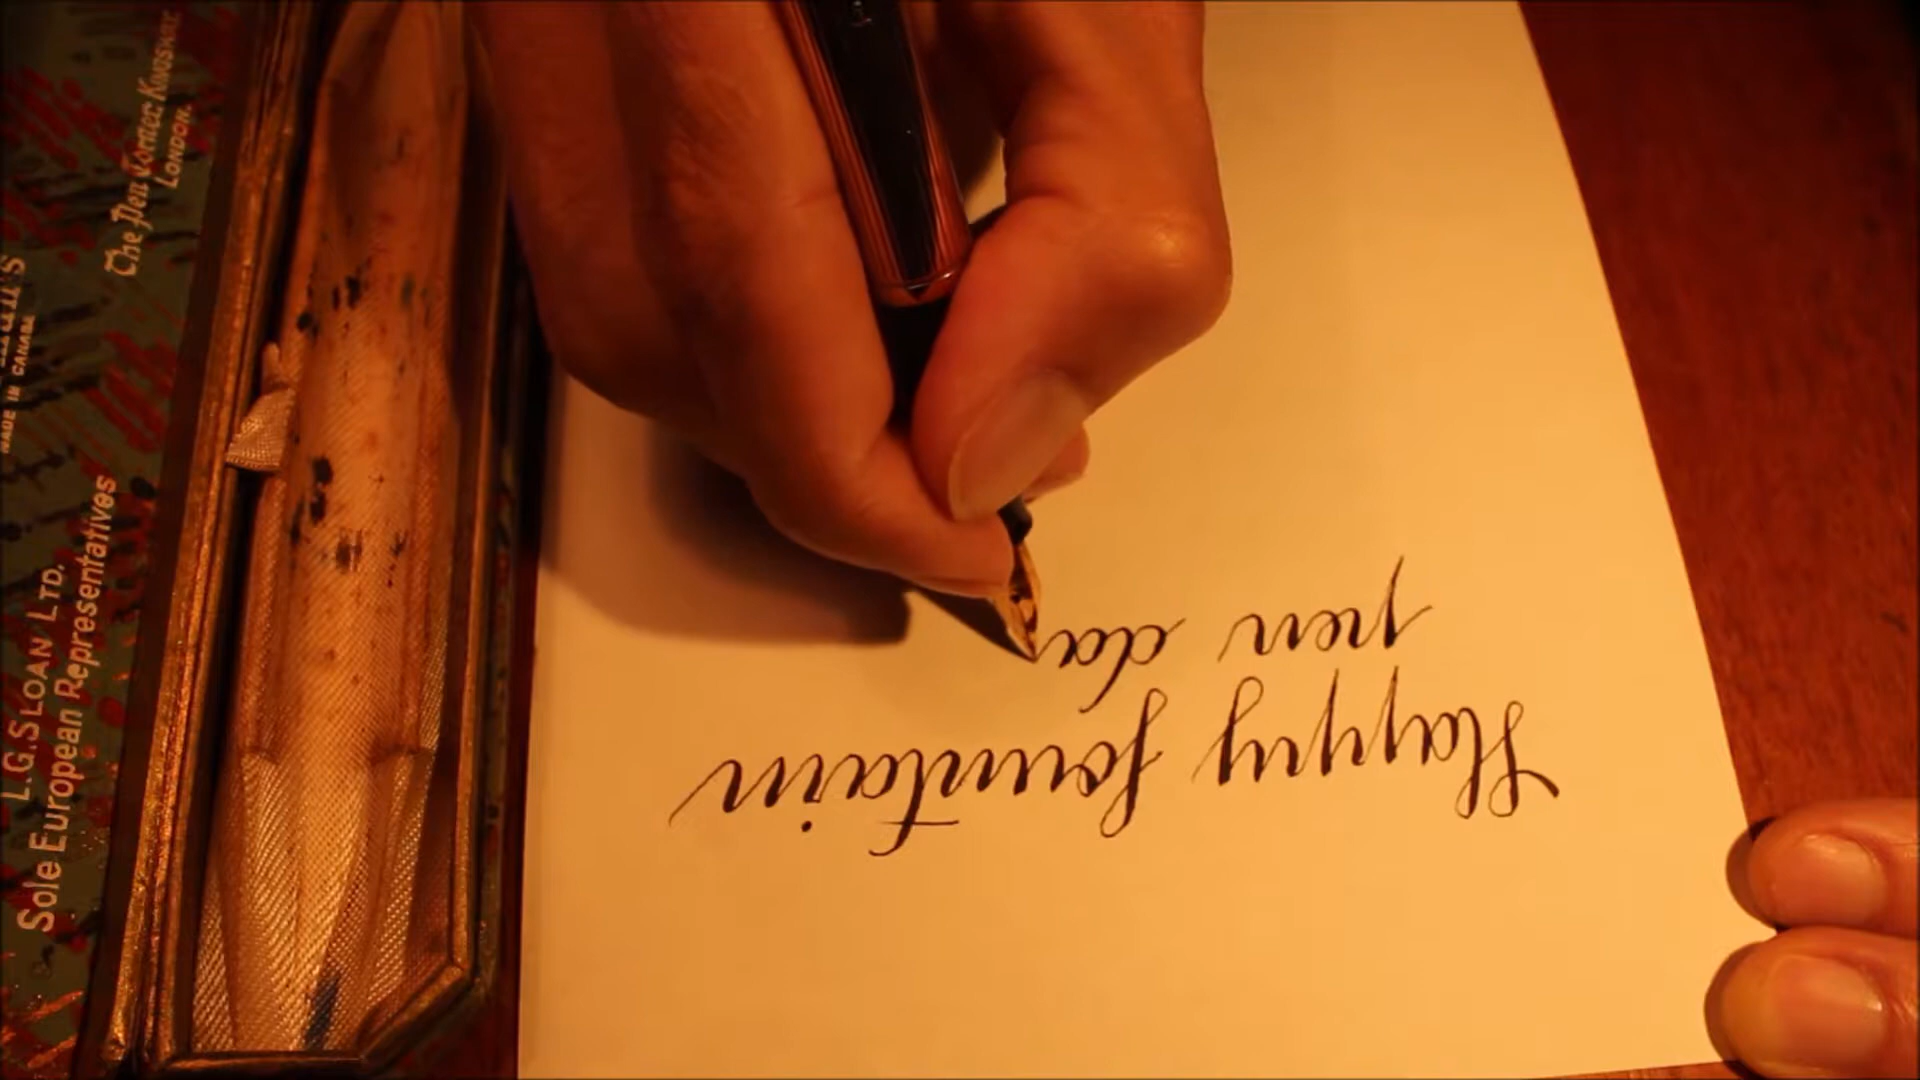 Happy fountain
pen da
The Pen Corner: Kingsway
London.
MADE IN CANADA
L.G. SLOAN LTD.
Sole European Representatives